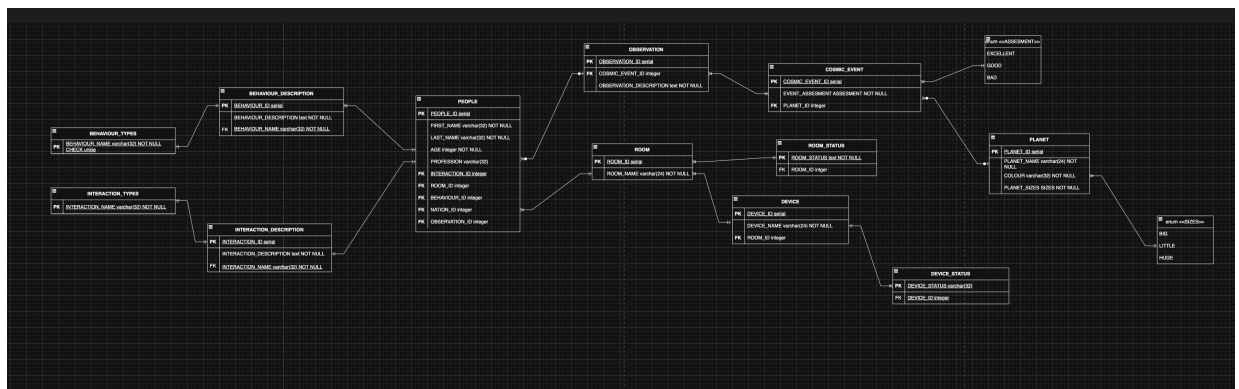 BEHAVIOUR_TYPES
PK BEHAVIOUR_NAME varchar(32) NOT NULL
CHECK uniqe
INTERACTION_TYPES
PK INTERACTION_NAME varchar(32) NOT NULL
BEHAVIOUR_DESCRIPTION
PK BEHAVIOUR_ID serial
BEHAVIOUR_DESCRIPTION text NOT NULL
FK BEHAVIOUR_NAME varchar(32) NOT NULL
INTERACTION_DESCRIPTION
PK INTERACTION_ID serial
INTERACTION_DESCRIPTION text NOT NULL
FK INTERACTION_NAME varchar(32) NOT NULL
PEOPLE
PK PEOPLE_ID serial
FIRST_NAME varchar(32) NOT NULL
LAST_NAME varchar(32) NOT NULL
AGE integer NOT NULL
PROFESSION varchar(32)
FK INTERACTION_ID integer
FK ROOM_ID integer
FK BEHAVIOUR_ID integer
FK NATION_ID integer
FK OBSERVATION_ID integer
OBSERVATION
PK OBSERVATION_ID serial
FK COSMIC_EVENT_ID integer
OBSERVATION_DESCRIPTION text NOT NULL
ROOM
PK ROOM_ID serial
ROOM_NAME varchar(24) NOT NULL
COSMIC_EVENT
PK COSMIC_EVENT_ID serial
EVENT_ASSESMENT ASSESMENT NOT NULL
FK PLANET_ID integer
ROOM_STATUS
PK ROOM_STATUS text NOT NULL
FK ROOM_ID intger
DEVICE
PK DEVICE_ID serial
DEVICE_NAME varchar(24) NOT NULL
FK ROOM_ID integer
DEVICE_STATUS
PK DEVICE_STATUS varchar(32)
FK DEVICE_ID integer
enum <<ASSESMENT>>
EXCELLENT
GOOD
BAD
PLANET
PK PLANET_ID serial
PLANET_NAME varchar(24) NOT
NULL
COLOUR varchar(32) NOT NULL
PLANET_SIZES SIZES NOT NULL
enum <<SIZES>>
BIG
LITTLE
HUGE